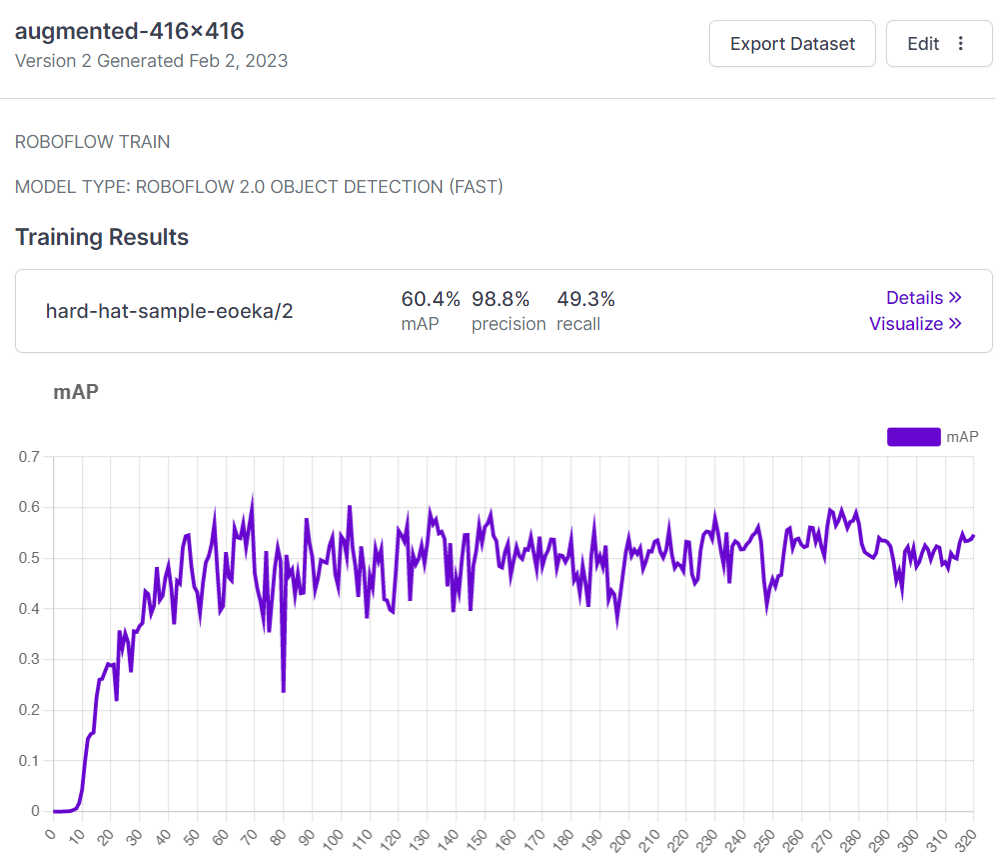 augmented-416×416
Version 2 Generated Feb 2, 2023
Export Dataset
Edit
ROBOFLOW TRAIN
MODEL TYPE: ROBOFLOW 2.0 OBJECT DETECTION (FAST)
Training Results
hard-hat-sample-eoeka/2
60.4% 98.8% 49.3%
mAP precision recall
Details »
Visualize »
mAP
mAP
0.7
0.6
0.5
0.4
0.3
0.2
0.1
0
0 10 20 30 40 50 60 70 80 90 100 110 120 130 140 150 160 170 180 190 200 210 220 230 240 250 260 270 280 290 300 310 320